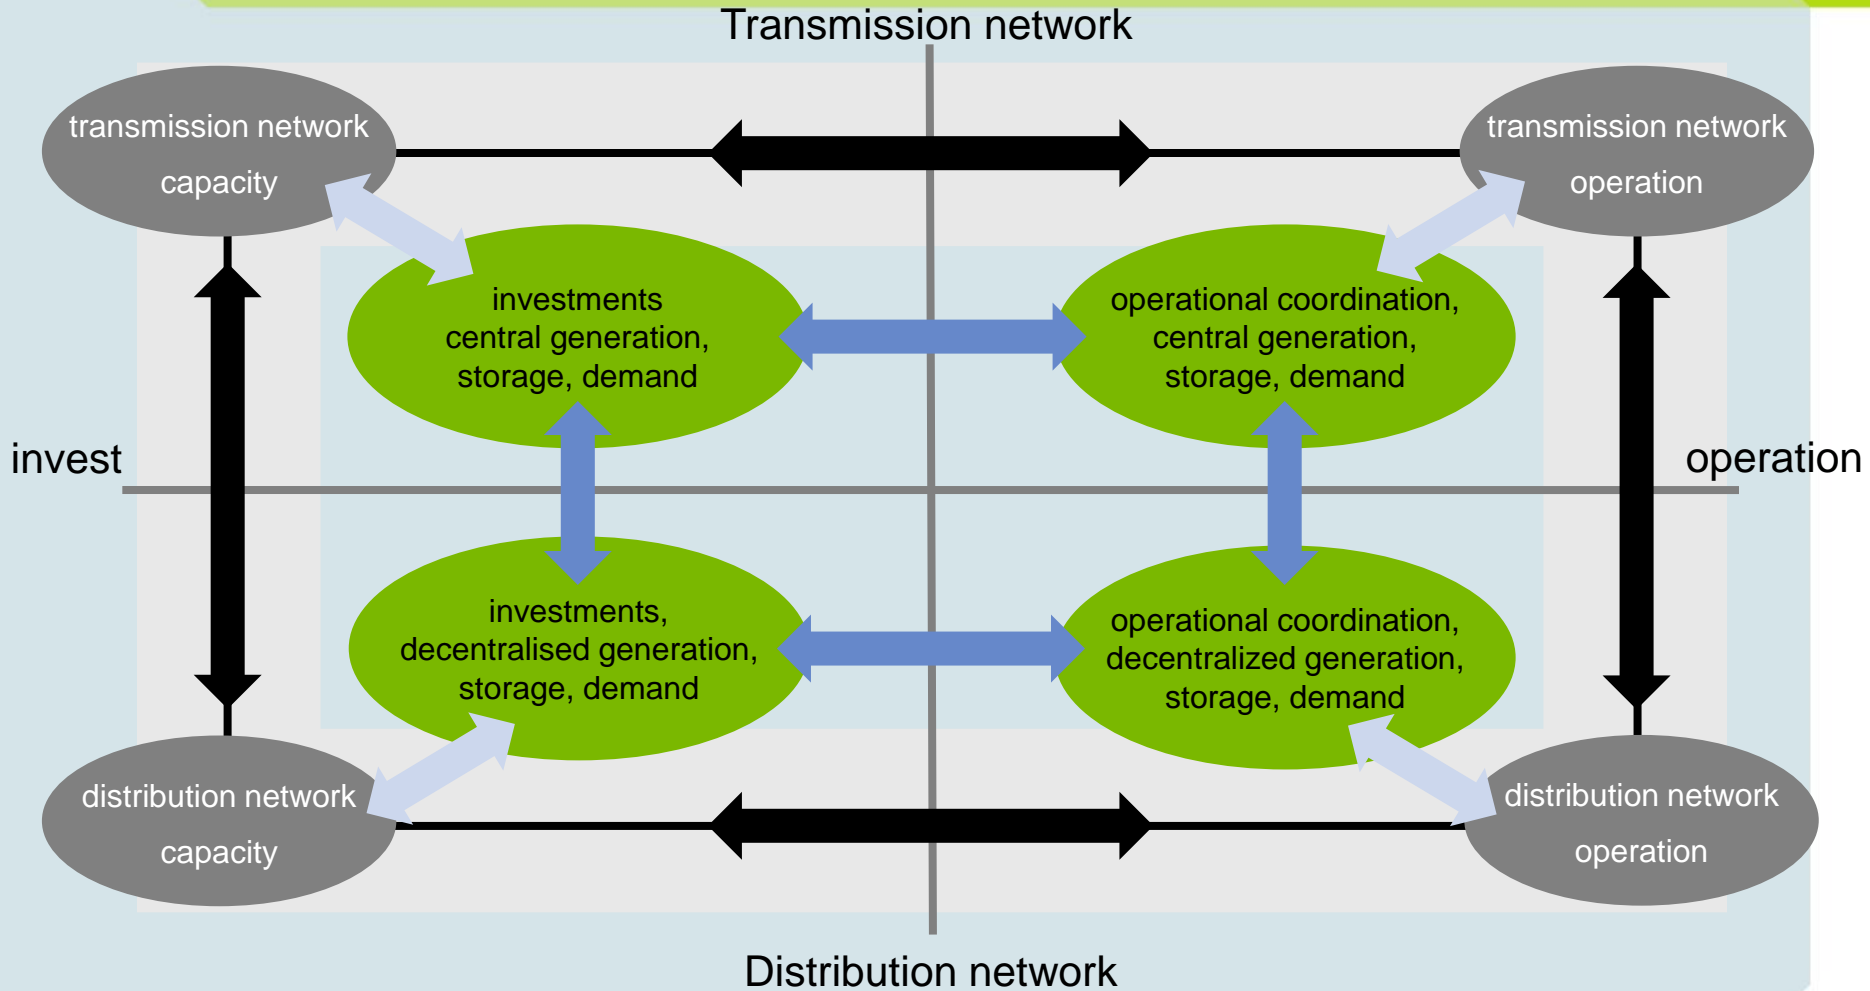 Transmission network
transmission network
capacity
transmission network
operation
investments
central generation,
storage, demand
operational coordination,
central generation,
storage, demand
invest
operation
investments,
decentralised generation,
storage, demand
operational coordination,
decentralized generation,
storage, demand
distribution network
capacity
distribution network
operation
Distribution network